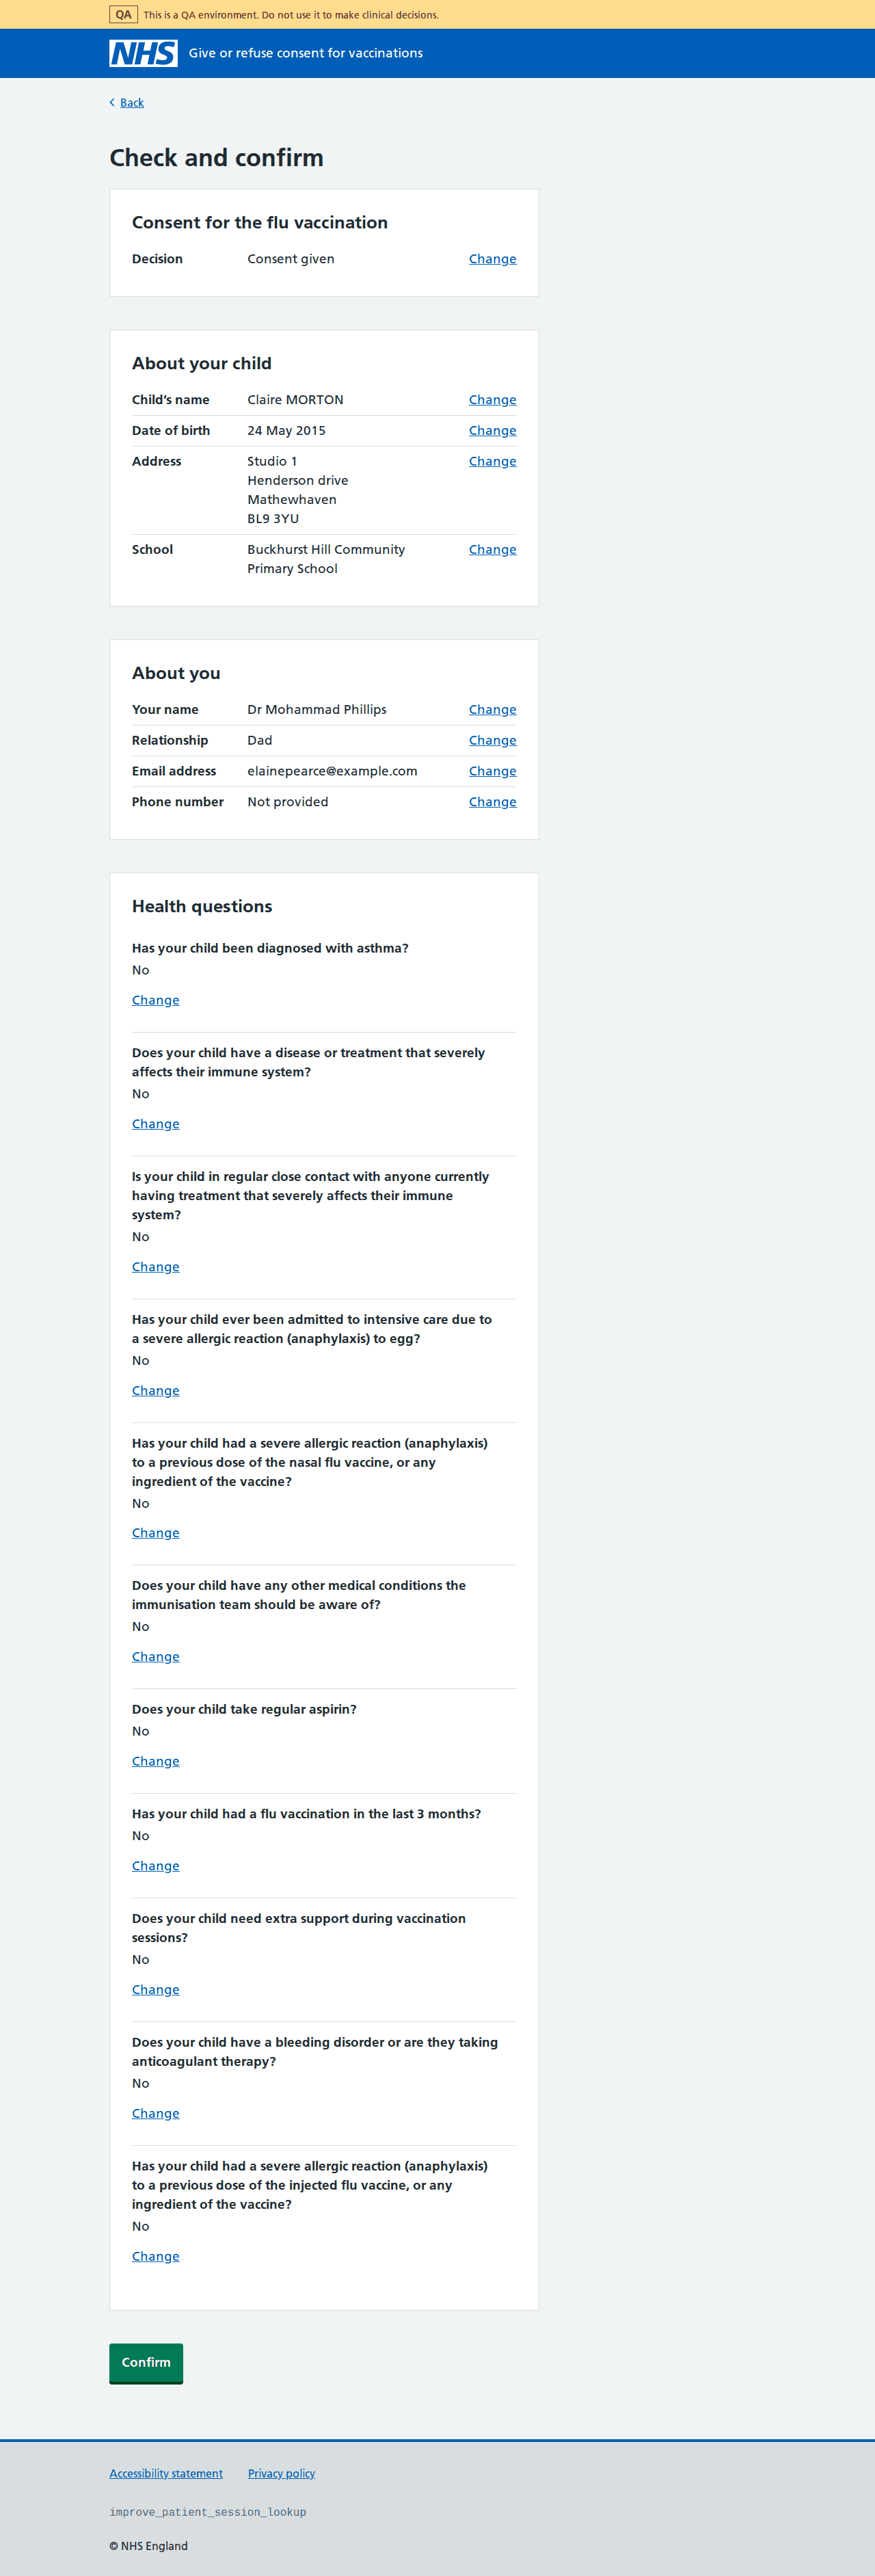 QA This is a QA environment. Do not use it to make clinical decisions.
NHS Give or refuse consent for vaccinations
Back
Check and confirm
Consent for the flu vaccination
Decision Consent given Change
About your child
Child’s name Claire MORTON Change
Date of birth 24 May 2015 Change
Address Studio 1 Change
Henderson drive
Mathewhaven
BL9 3YU
School Buckhurst Hill Community Change
Primary School
About you
Your name Dr Mohammad Phillips Change
Relationship Dad Change
Email address elainepearce@example.com Change
Phone number Not provided Change
Health questions
Has your child been diagnosed with asthma?
No
Change
Does your child have a disease or treatment that severely
affects their immune system?
No
Change
Is your child in regular close contact with anyone currently
having treatment that severely affects their immune
system?
No
Change
Has your child ever been admitted to intensive care due to
a severe allergic reaction (anaphylaxis) to egg?
No
Change
Has your child had a severe allergic reaction (anaphylaxis)
to a previous dose of the nasal flu vaccine, or any
ingredient of the vaccine?
No
Change
Does your child have any other medical conditions the
immunisation team should be aware of?
No
Change
Does your child take regular aspirin?
No
Change
Has your child had a flu vaccination in the last 3 months?
No
Change
Does your child need extra support during vaccination
sessions?
No
Change
Does your child have a bleeding disorder or are they taking
anticoagulant therapy?
No
Change
Has your child had a severe allergic reaction (anaphylaxis)
to a previous dose of the injected flu vaccine, or any
ingredient of the vaccine?
No
Change
Confirm
Accessibility statement Privacy policy
improve_patient_session_lookup
© NHS England